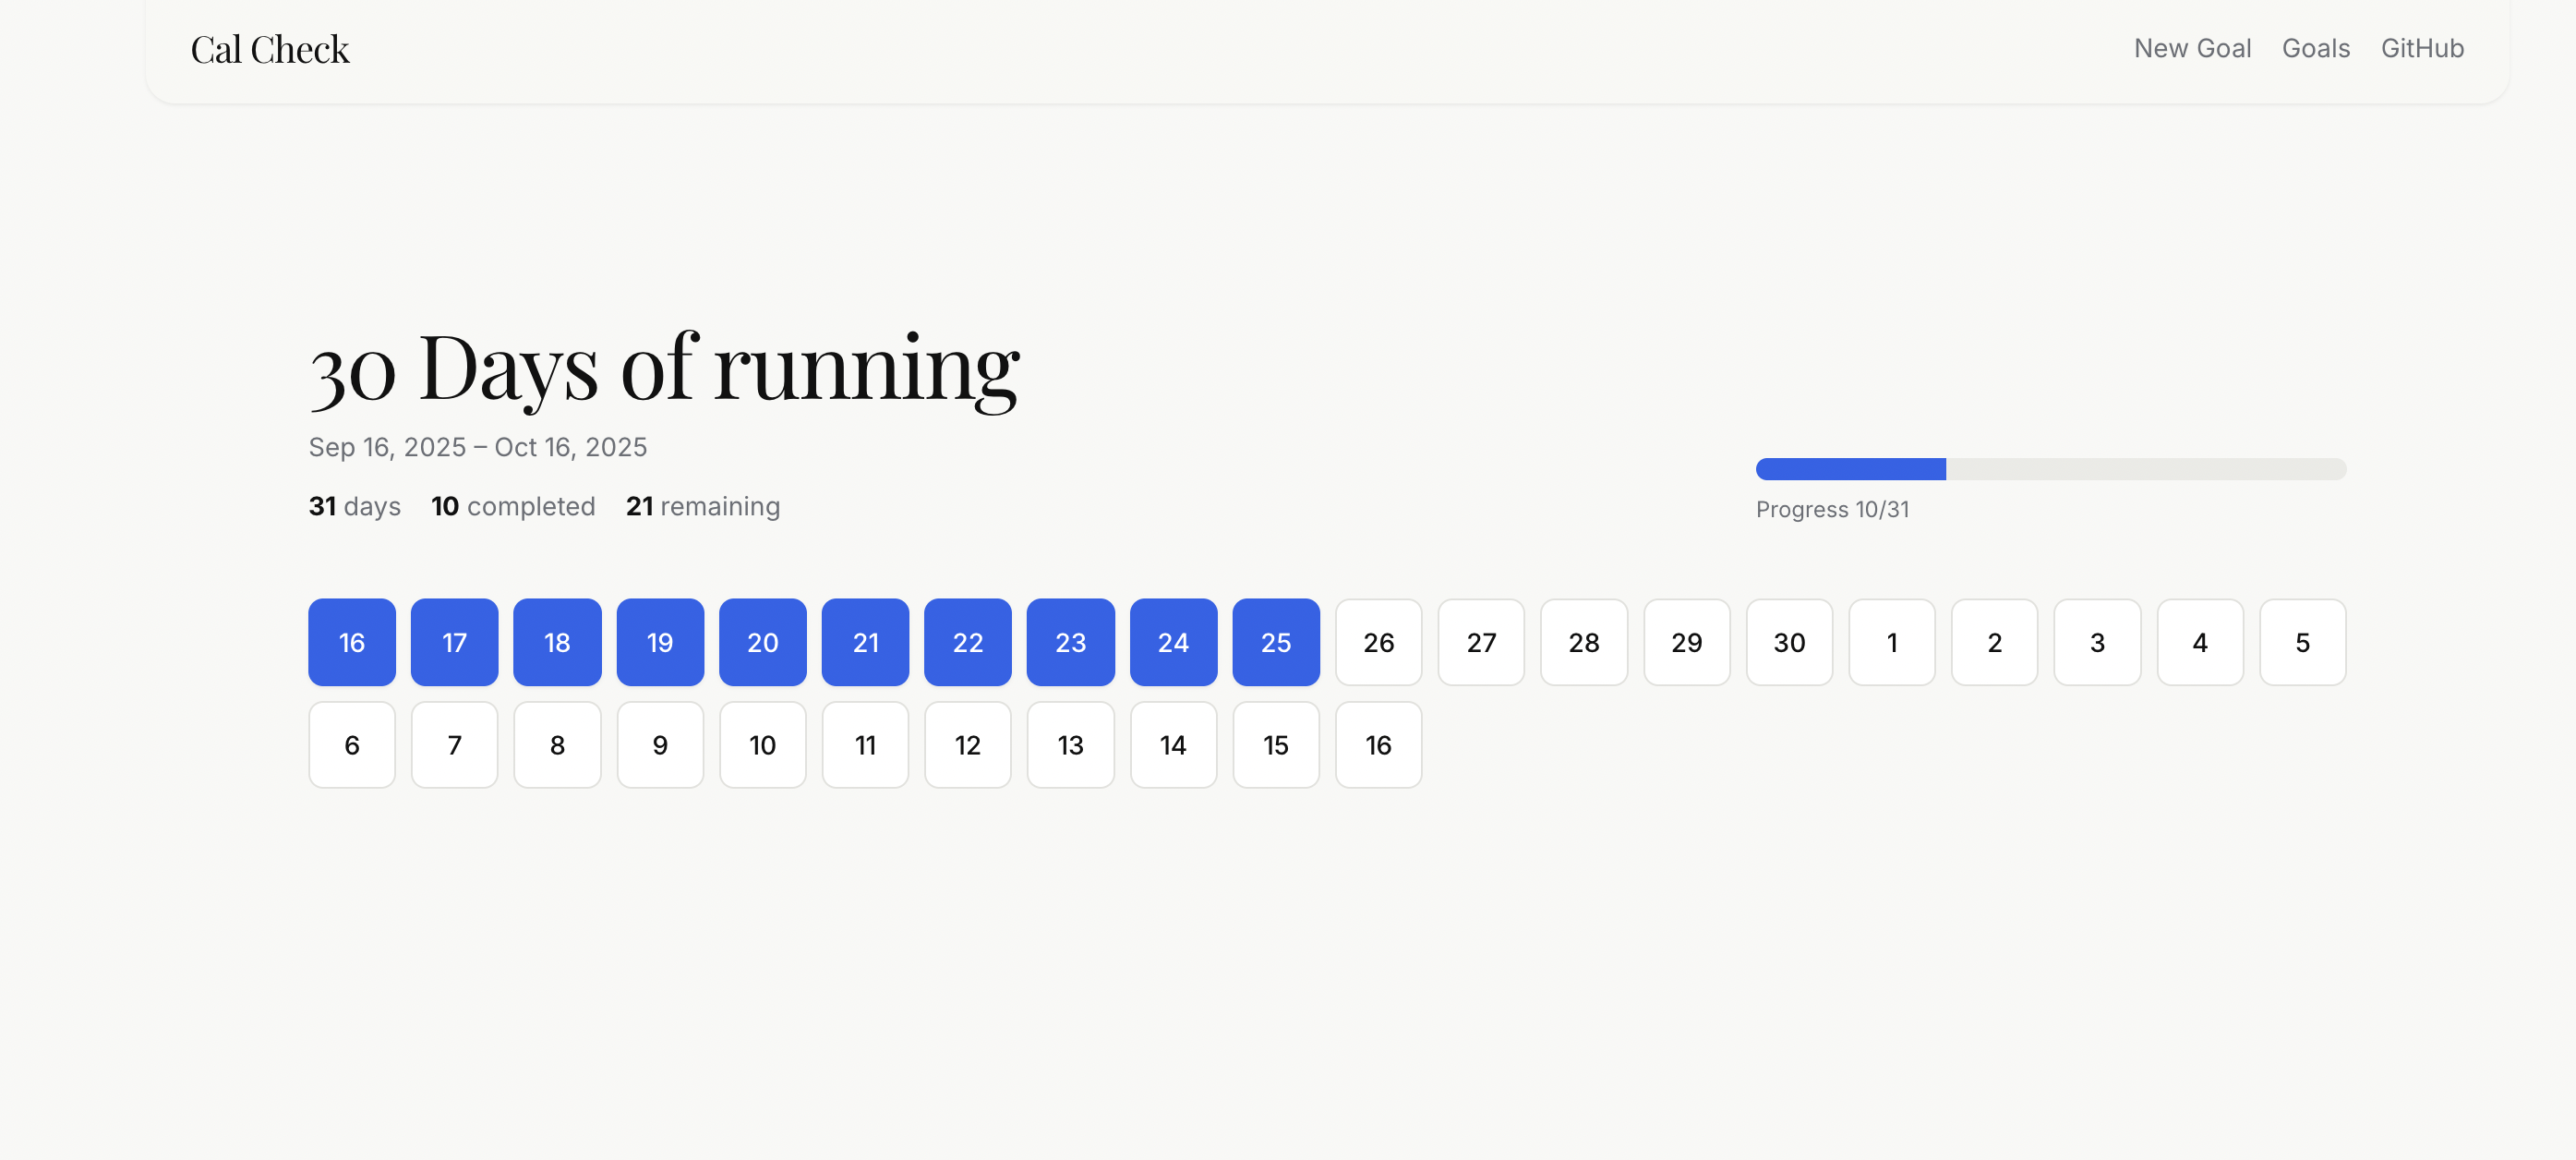 Cal Check
New Goal Goals GitHub
30 Days of running
Sep 16, 2025 – Oct 16, 2025
31 days 10 completed 21 remaining
Progress 10/31
16 17 18 19 20 21 22 23 24 25 26 27 28 29 30 1 2 3 4 5
6 7 8 9 10 11 12 13 14 15 16